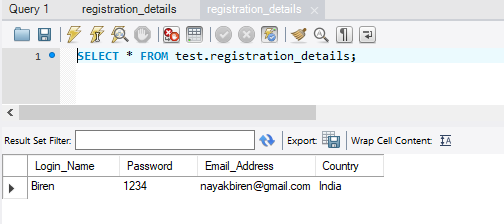 Query 1 registration_details registration_details
1 SELECT * FROM test.registration_details;
Result Set Filter: Export: Wrap Cell Content:
Login_Name Password Email_Address Country
Biren 1234 nayakbiren@gmail.com India